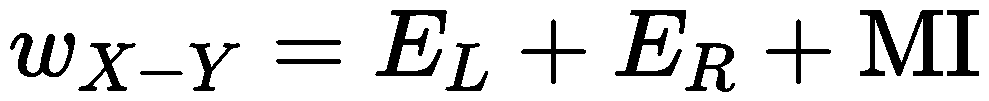 w_{X-Y} = E_L + E_R + MI